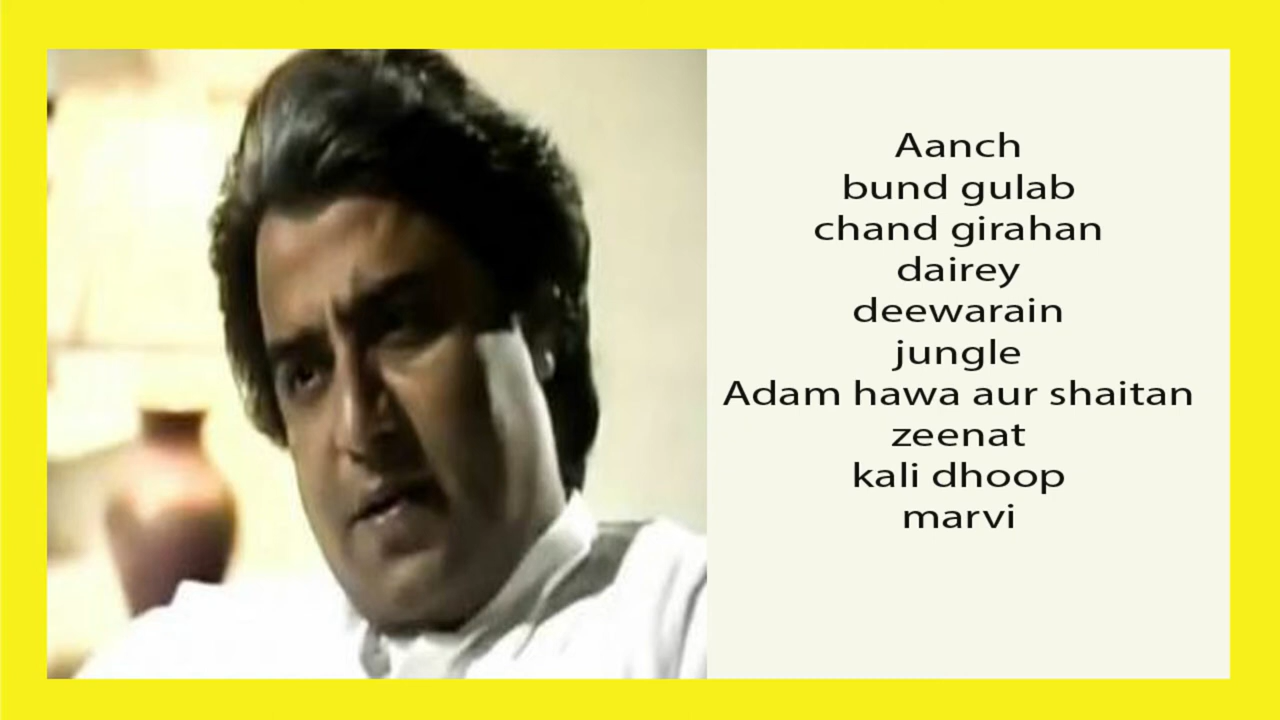 Aanch
bund gulab
chand girahan
dairey
deewarain
jungle
Adam hawa aur shaitan
zeenat
kali dhoop
marvi